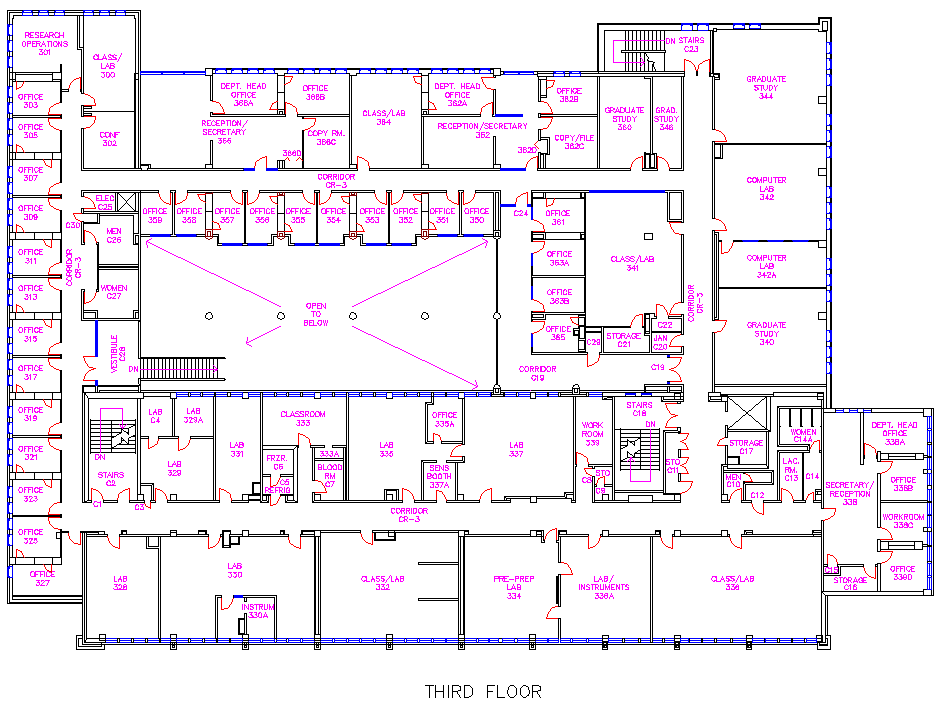 RESEARCH
OPERATIONS
301
CLASS/
LAB
300
OFFICE
303
OFFICE
305
CONF
302
OFFICE
307
OFFICE
309
OFFICE
311
OFFICE
313
OFFICE
315
OFFICE
317
OFFICE
319
OFFICE
321
OFFICE
323
OFFICE
325
OFFICE
327
ELEC
C25
C30
MEN
C26
WOMEN
C27
CORRIDOR
CR-3
VESTIBULE
C28
DN
DEPT. HEAD
OFFICE
366A
OFFICE
366B
RECEPTION/
SECRETARY
366
COPY RM.
366C
366D
CLASS/LAB
364
DEPT. HEAD
OFFICE
362A
RECEPTION/SECRETARY
362
OFFICE
362B
COPY/FILE
362C
362D
GRADUATE
STUDY
360
GRAD.
STUDY
346
DN STAIRS
C23
GRADUATE
STUDY
344
COMPUTER
LAB
342
COMPUTER
LAB
342A
GRADUATE
STUDY
340
CORRIDOR
CR-3
OFFICE
359
OFFICE
358
OFFICE
357
OFFICE
356
OFFICE
355
OFFICE
354
OFFICE
353
OFFICE
352
OFFICE
351
OFFICE
350
C24
OFFICE
361
OFFICE
363A
OFFICE
363B
OFFICE
365
CLASS/LAB
341
CORRIDOR
CR-3
C22
JAN
C20
STORAGE
C21
C29
C19
CORRIDOR
C19
OPEN
TO
BELOW
STAIRS
C2
DN
LAB
C4
LAB
329A
LAB
329
LAB
331
CLASSROOM
333
333A
FRZR.
C6
C5
REFRIG
BLOOD
RM
C7
LAB
335
OFFICE
335A
SENS
BOOTH
337A
LAB
337
WORK
ROOM
339
STO
C9
C8
STAIRS
C18
DN
STO
C11
C1
C3
STORAGE
C17
MEN
C10
C12
WOMEN
C14A
LAC.
RM.
C13
C14
SECRETARY/
RECEPTION
338
DEPT. HEAD
OFFICE
338A
OFFICE
338B
WORKROOM
338C
OFFICE
338D
C15
STORAGE
C16
CORRIDOR
CR-3
LAB
328
LAB
330
INSTRUM
330A
CLASS/LAB
332
PRE-PREP
LAB
334
LAB/
INSTRUMENTS
336A
CLASS/LAB
336
THIRD FLOOR